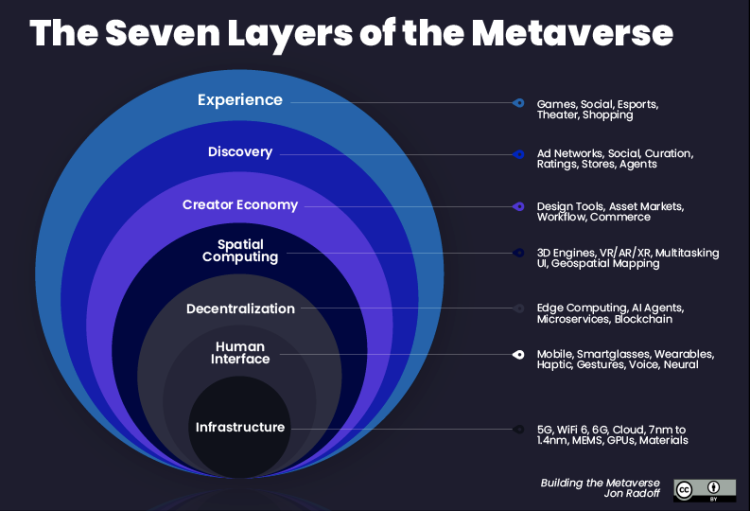 The Seven Layers of the Metaverse
Experience
Games, Social, Esports,
Theater, Shopping
Discovery
Ad Networks, Social, Curation,
Ratings, Stores, Agents
Creator Economy
Design Tools, Asset Markets,
Workflow, Commerce
Spatial
Computing
3D Engines, VR/AR/XR, Multitasking
UI, Geospatial Mapping
Decentralization
Edge Computing, AI Agents,
Microservices, Blockchain
Human
Interface
Mobile, Smartglasses, Wearables,
Haptic, Gestures, Voice, Neural
Infrastructure
5G, WiFi 6, 6G, Cloud, 7nm to
1.4nm, MEMS, GPUs, Materials
Building the Metaverse
Jon Radoff
cc
BY